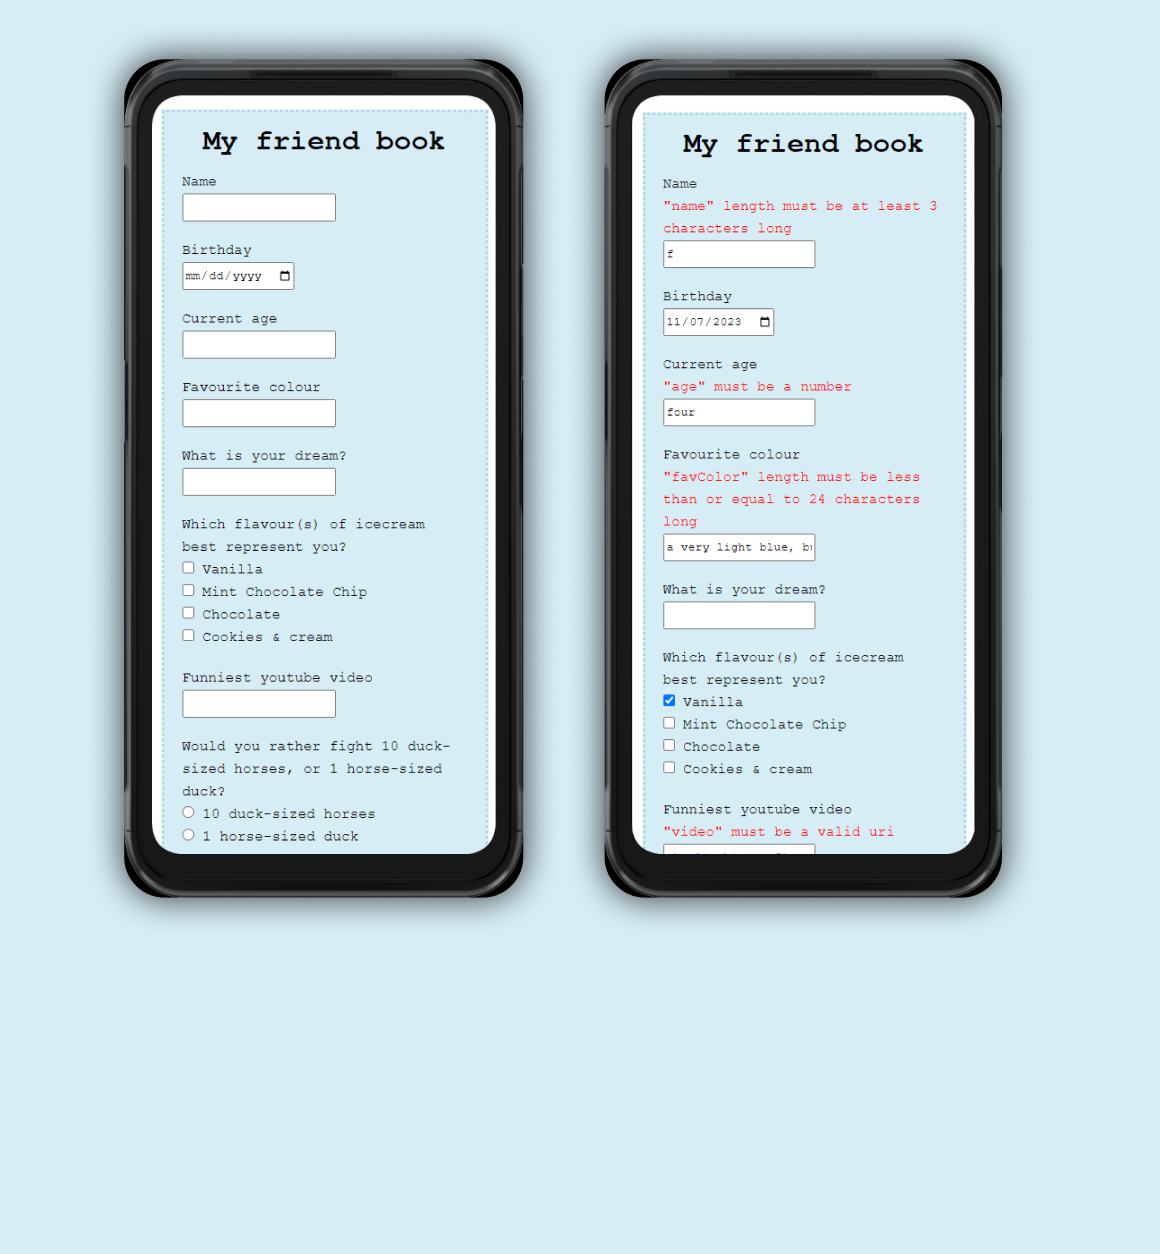 My friend book
Name
Birthday
mm/dd/yyyy
Current age
Favourite colour
What is your dream?
Which flavour(s) of icecream
best represent you?
Vanilla
Mint Chocolate Chip
Chocolate
Cookies & cream
Funniest youtube video
Would you rather fight 10 duck-
sized horses, or 1 horse-sized
duck?
10 duck-sized horses
1 horse-sized duck
My friend book
Name
"name" length must be at least 3
characters long
f
Birthday
11/07/2023
Current age
"age" must be a number
four
Favourite colour
"favColor" length must be less
than or equal to 24 characters
long
a very light blue,
What is your dream?
Which flavour(s) of icecream
best represent you?
Vanilla
Mint Chocolate Chip
Chocolate
Cookies & cream
Funniest youtube video
"video" must be a valid uri